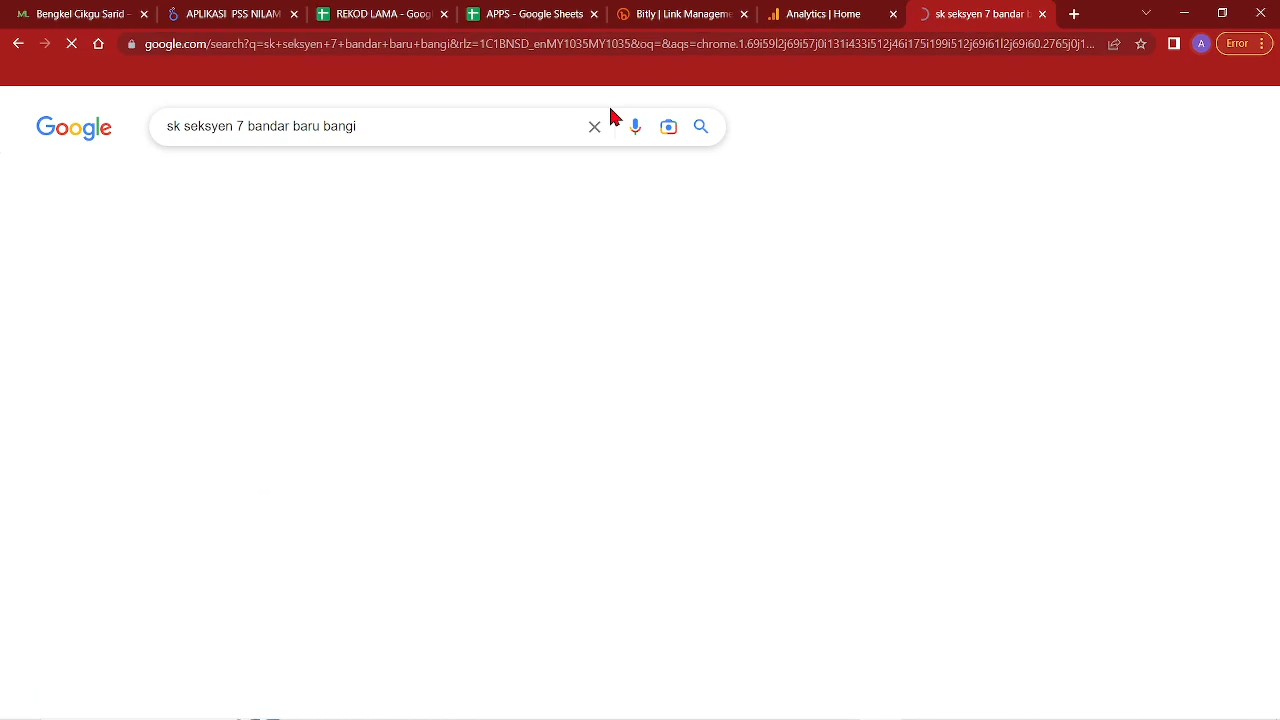 Bengkel Cikgu Sarid -
APLIKASI PSS NILAM
REKOD LAMA - Goog
APPS - Google Sheets
Bitly | Link Manageme
Analytics | Home
sk seksyen 7 bandar b
google.com/search?q=sk+seksyen+7+bandar+baru+bangi&rlz=1C1BNSD_enMY1035MY1035&oq=&aqs=chrome.1.69i59l2j69i57j0i131i433i512j46i175i199i512j69i61l2j69i60.2765j0j1...
A
Error
Google
sk seksyen 7 bandar baru bangi